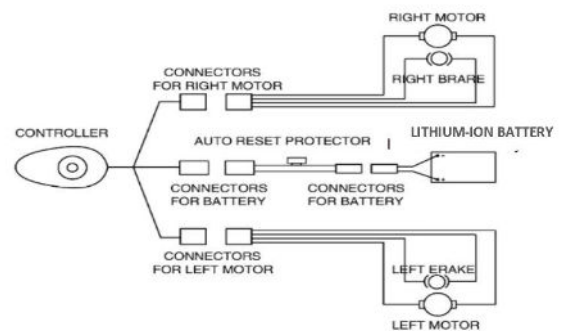 RIGHT MOTOR
RIGHT BRARE
CONNECTORS
FOR RIGHT MOTOR
CONTROLLER
AUTO RESET PROTECTOR
LITHIUM-ION BATTERY
CONNECTORS
FOR BATTERY
CONNECTORS
FOR BATTERY
CONNECTORS
FOR LEFT MOTOR
LEFT ERAKE
LEFT MOTOR